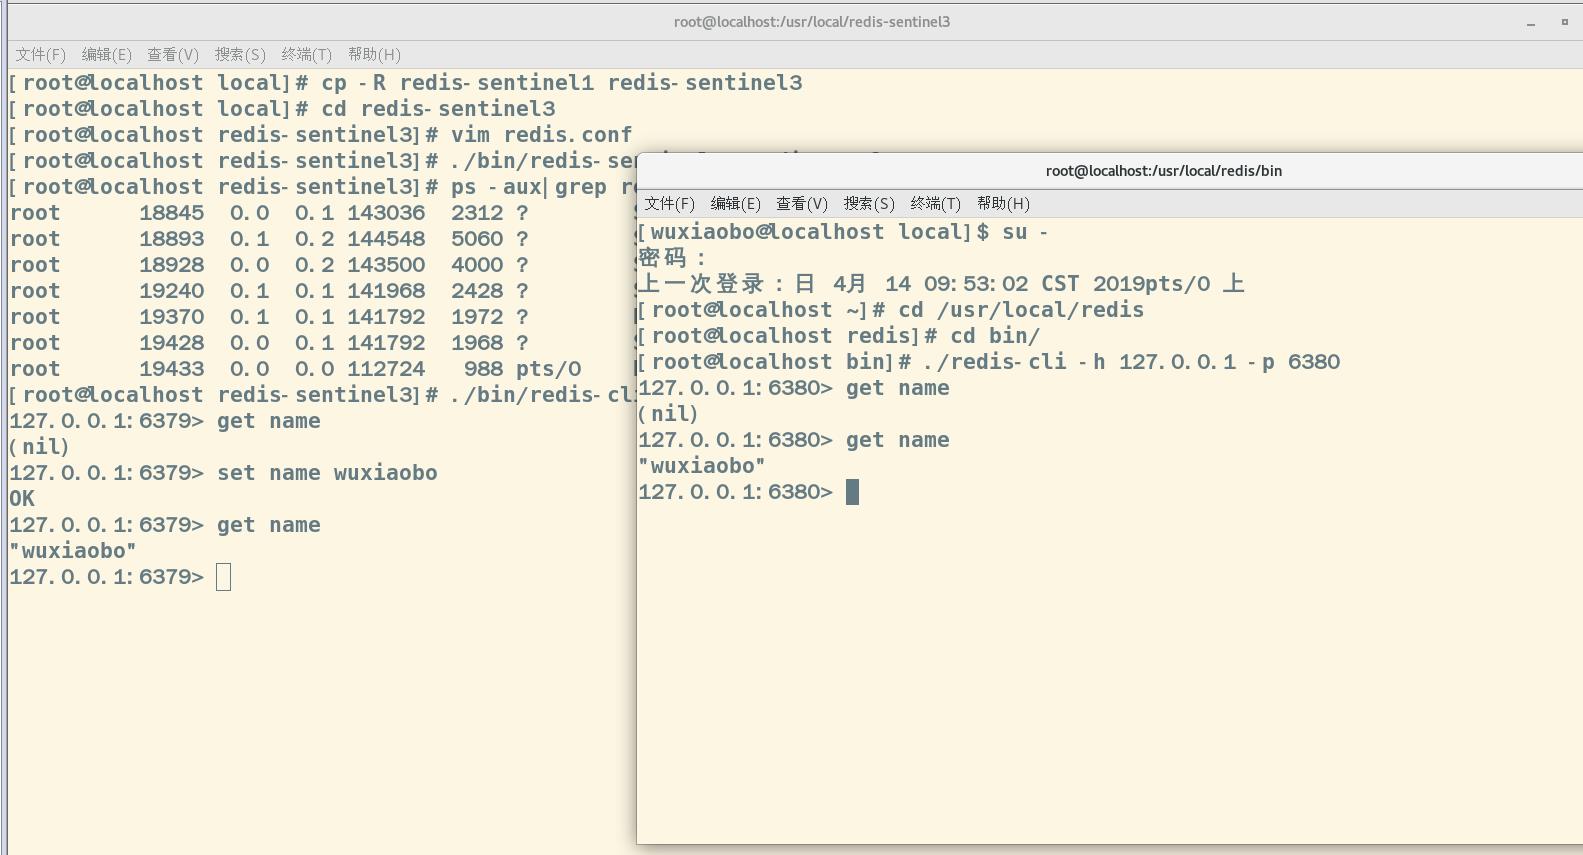 root@localhost:/usr/local/redis-sentinel3
文件(F) 编辑(E) 查看(V) 搜索(S) 终端(T) 帮助(H)
[root@localhost local]# cp -R redis-sentinel1 redis-sentinel3
[root@localhost local]# cd redis-sentinel3
[root@localhost redis-sentinel3]# vim redis.conf
[root@localhost redis-sentinel3]# ./bin/redis-se
[root@localhost redis-sentinel3]# ps -aux|grep re
root 18845 0.0 0.1 143036 2312 ?
root 18893 0.1 0.2 144548 5060 ?
root 18928 0.0 0.2 143500 4000 ?
root 19240 0.1 0.1 141968 2428 ?
root 19370 0.1 0.1 141792 1972 ?
root 19428 0.0 0.1 141792 1968 ?
root 19433 0.0 0.0 112724 988 pts/0
[root@localhost redis-sentinel3]# ./bin/redis-cli
127.0.0.1:6379> get name
(nil)
127.0.0.1:6379> set name wuxiaobo
OK
127.0.0.1:6379> get name
"wuxiaobo"
127.0.0.1:6379>
root@localhost:/usr/local/redis/bin
文件(F) 编辑(E) 查看(V) 搜索(S) 终端(T) 帮助(H)
[wuxiaobo@localhost local]$ su -
密码：
上一次登录：日 4月 14 09:53:02 CST 2019pts/0 上
[root@localhost ~]# cd /usr/local/redis
[root@localhost redis]# cd bin/
[root@localhost bin]# ./redis-cli -h 127.0.0.1 -p 6380
127.0.0.1:6380> get name
(nil)
127.0.0.1:6380> get name
"wuxiaobo"
127.0.0.1:6380>